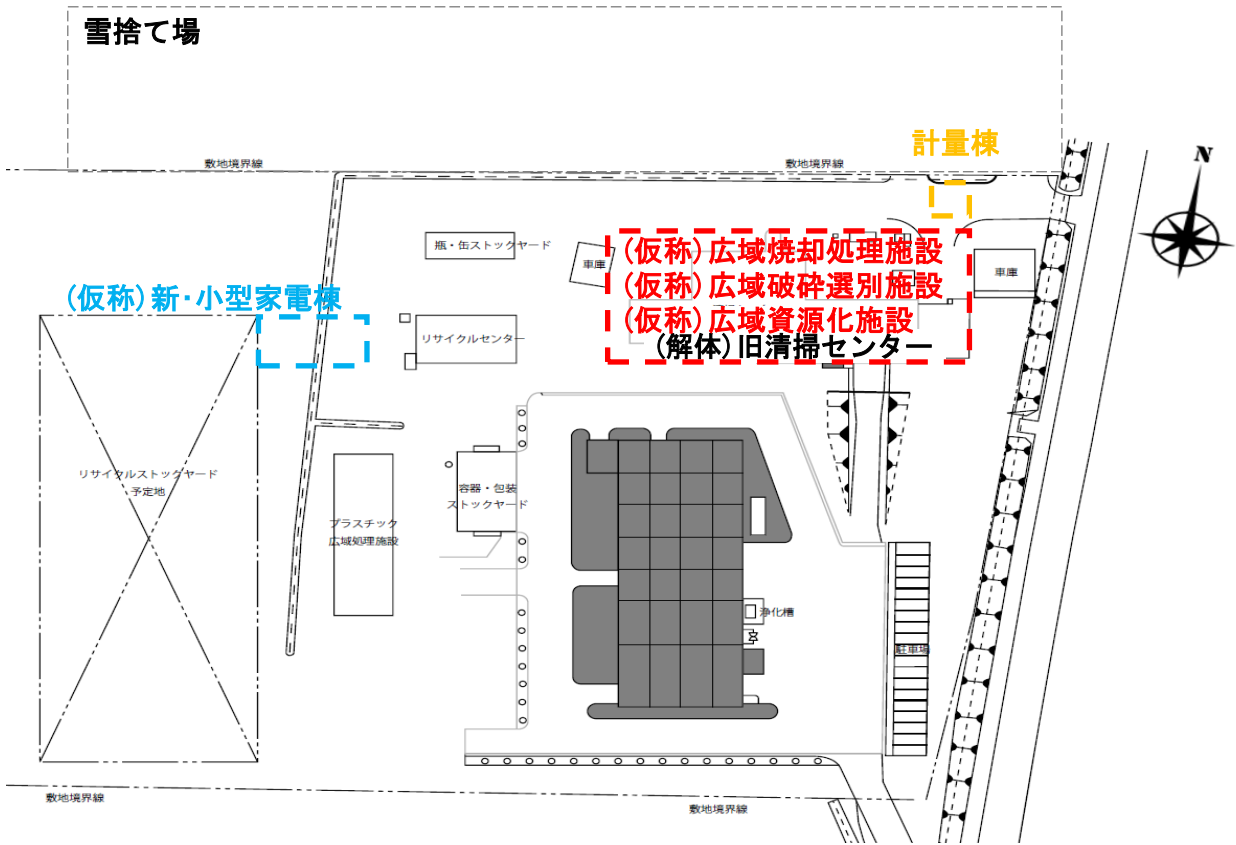 雪捨て場
計量棟
敷地境界線
敷地境界線
N
瓶・缶ストックヤード
車庫
(仮称)広域焼却処理施設
(仮称)広域破砕選別施設
(仮称)広域資源化施設
(解体)旧清掃センター
車庫
(仮称)新・小型家電棟
リサイクルセンター
リサイクルストックヤード
予定地
容器・包装
ストックヤード
プラスチック
広域処理施設
浄化槽
駐車場
敷地境界線
敷地境界線